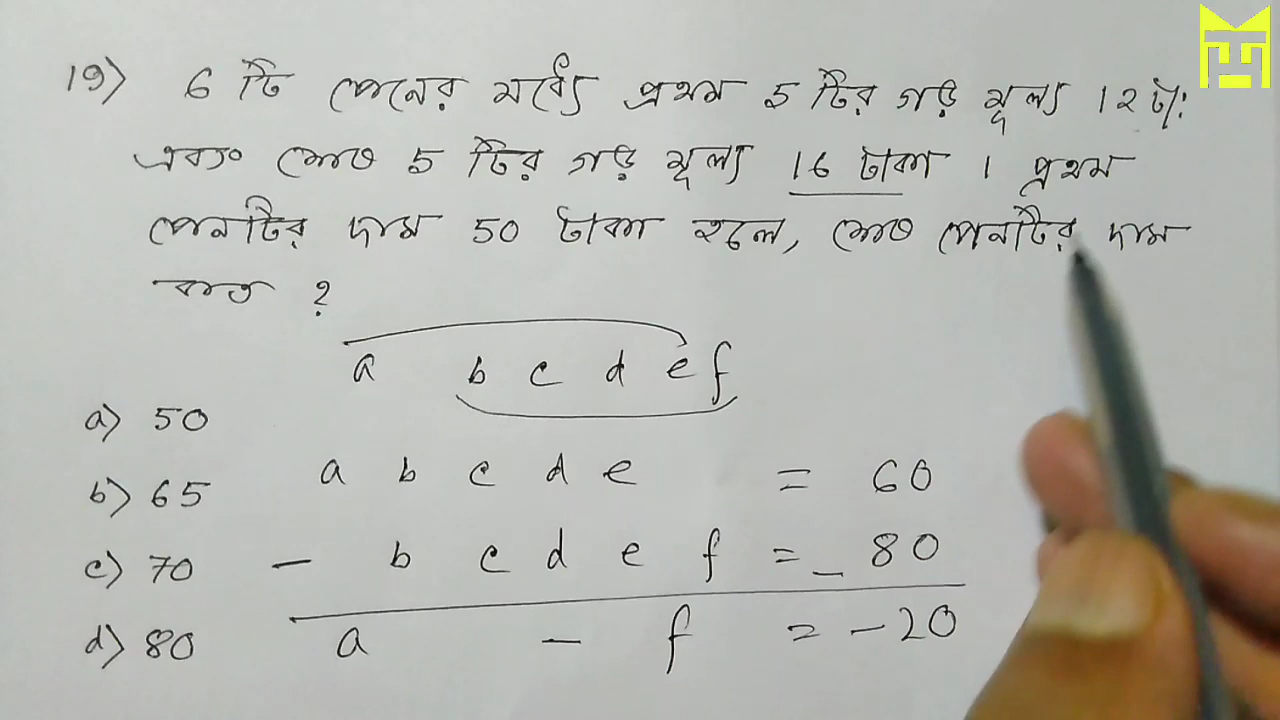 19) 6 টি পেনের মধ্যে প্রথম 5 টির গড় মূল্য 12 টা:
এবং শেষ 5 টির গড় মূল্য 16 টাকা । প্রথম
পেনটির দাম 50 টাকা হলে, শেষ পেনটির দাম
কত ?
a b c d e f
a) 50
a b c d e = 60
b) 65
- b c d e f = - 80
c) 70
a - f = - 20
d) 80